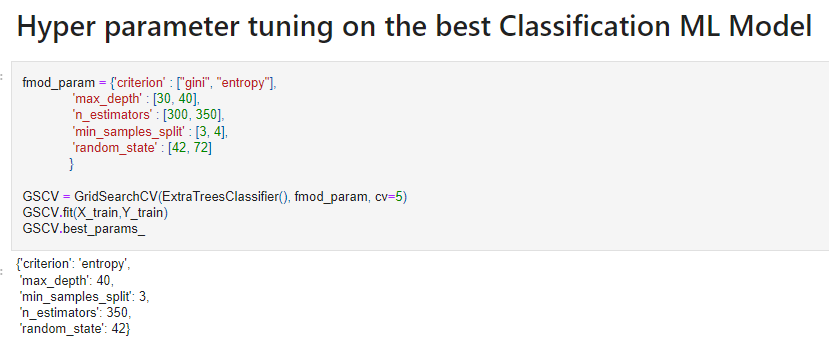 Hyper parameter tuning on the best Classification ML Model
fmod_param = {'criterion' : ["gini", "entropy"],
'max_depth' : [30, 40],
'n_estimators' : [300, 350],
'min_samples_split' : [3, 4],
'random_state' : [42, 72]
}
GSCV = GridSearchCV(ExtraTreesClassifier(), fmod_param, cv=5)
GSCV.fit(X_train,Y_train)
GSCV.best_params_
{'criterion': 'entropy',
'max_depth': 40,
'min_samples_split': 3,
'n_estimators': 350,
'random_state': 42}